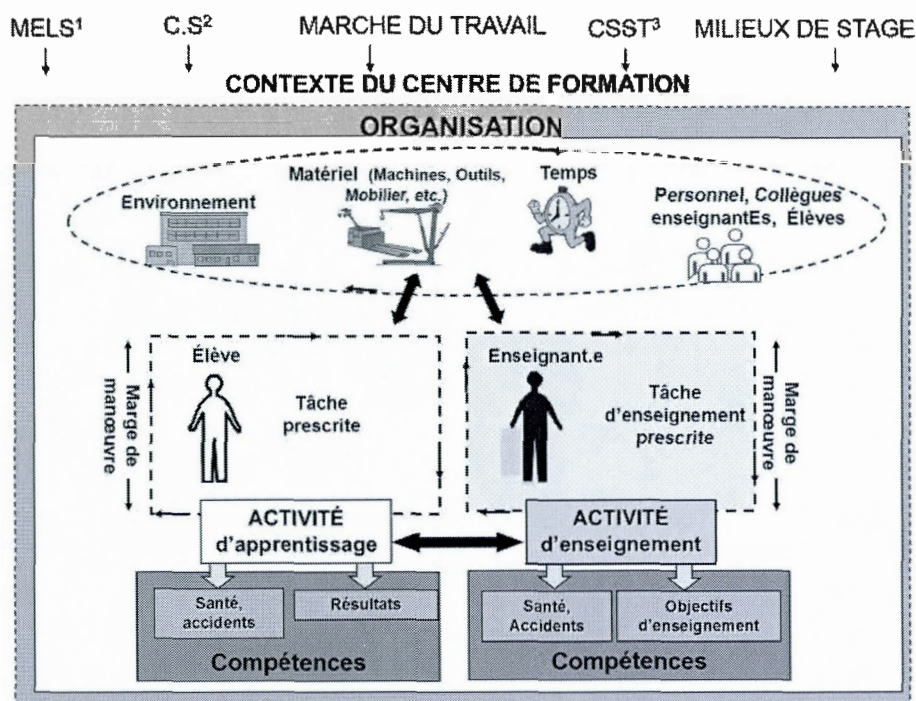 MELS¹ C.S² MARCHE DU TRAVAIL CSST³ MILIEUX DE STAGE
CONTEXTE DU CENTRE DE FORMATION
ORGANISATION
Environnement
Matériel (Machines, Outils,
Mobilier, etc.)
Temps
Personnel, Collègues
enseignantEs, Élèves
Marge de
manœuvre
Élève
Tâche
prescrite
Enseignant.e
Tâche
d'enseignement
prescrite
Marge de
manœuvre
ACTIVITÉ
d'apprentissage
ACTIVITÉ
d'enseignement
Santé,
accidents
Résultats
Compétences
Santé,
Accidents
Objectifs
d'enseignement
Compétences